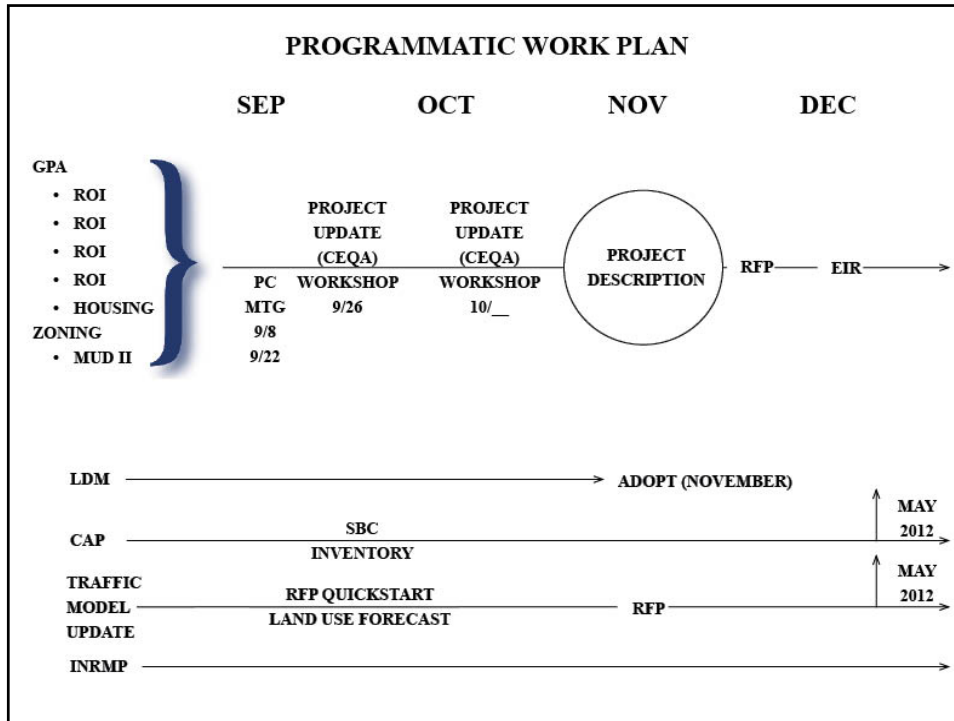 PROGRAMMATIC WORK PLAN
SEP OCT NOV DEC
GPA
• ROI
• ROI
• ROI
• ROI
• HOUSING
ZONING
• MUD II
PC
MTG
9/8
9/22
PROJECT
UPDATE
(CEQA)
WORKSHOP
9/26
PROJECT
UPDATE
(CEQA)
WORKSHOP
10/__
PROJECT
DESCRIPTION
RFP
EIR
LDM
ADOPT (NOVEMBER)
CAP
SBC
INVENTORY
MAY
2012
TRAFFIC
MODEL
UPDATE
RFP QUICKSTART
LAND USE FORECAST
RFP
MAY
2012
INRMP